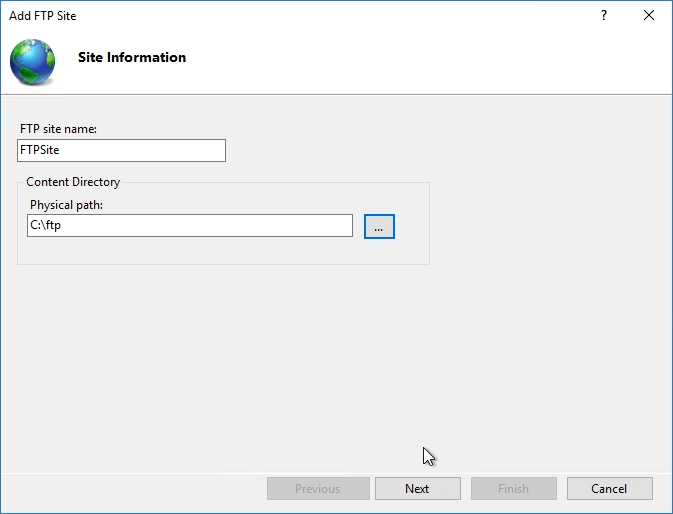 Add FTP Site
?
Site Information
FTP site name:
FTPSite
Content Directory
Physical path:
C:\ftp
...
Previous Next Finish Cancel